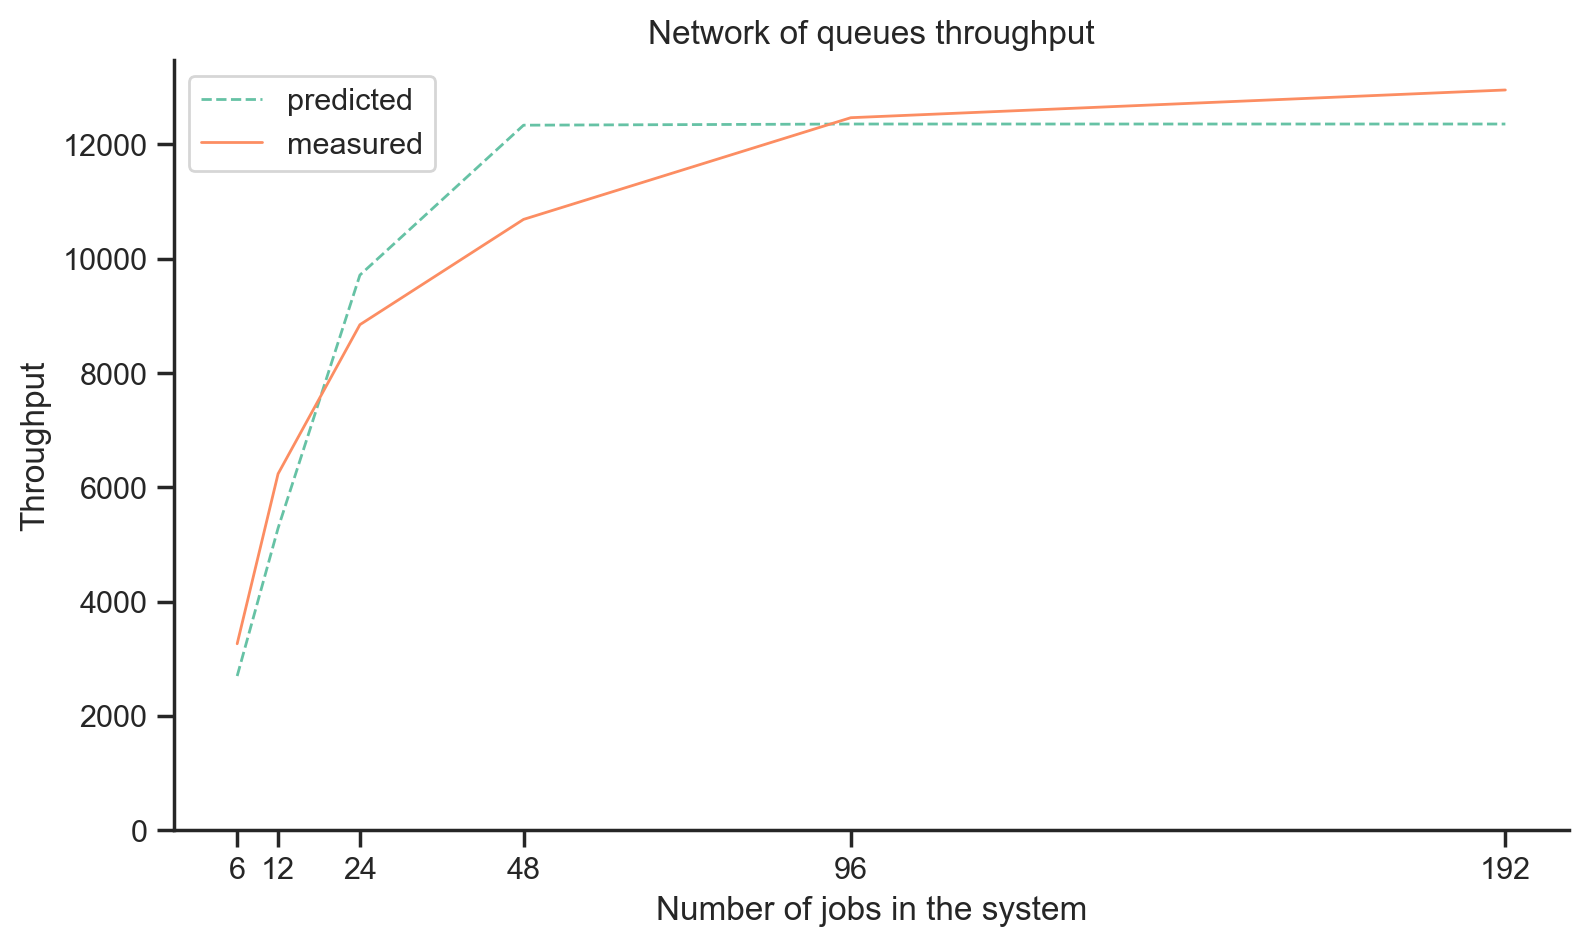 Network of queues throughput
predicted
measured
Throughput
12000
10000
8000
6000
4000
2000
0
6 12 24 48 96 192
Number of jobs in the system